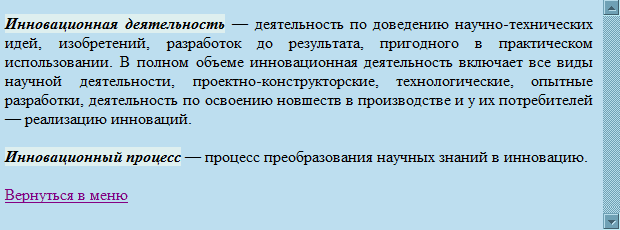 Инновационная деятельность — деятельность по доведению научно-технических
идей, изобретений, разработок до результата, пригодного в практическом
использовании. В полном объеме инновационная деятельность включает все виды
научной деятельности, проектно-конструкторские, технологические, опытные
разработки, деятельность по освоению новшеств в производстве и у их потребителей
— реализацию инноваций.
Инновационный процесс — процесс преобразования научных знаний в инновацию.
Вернуться в меню